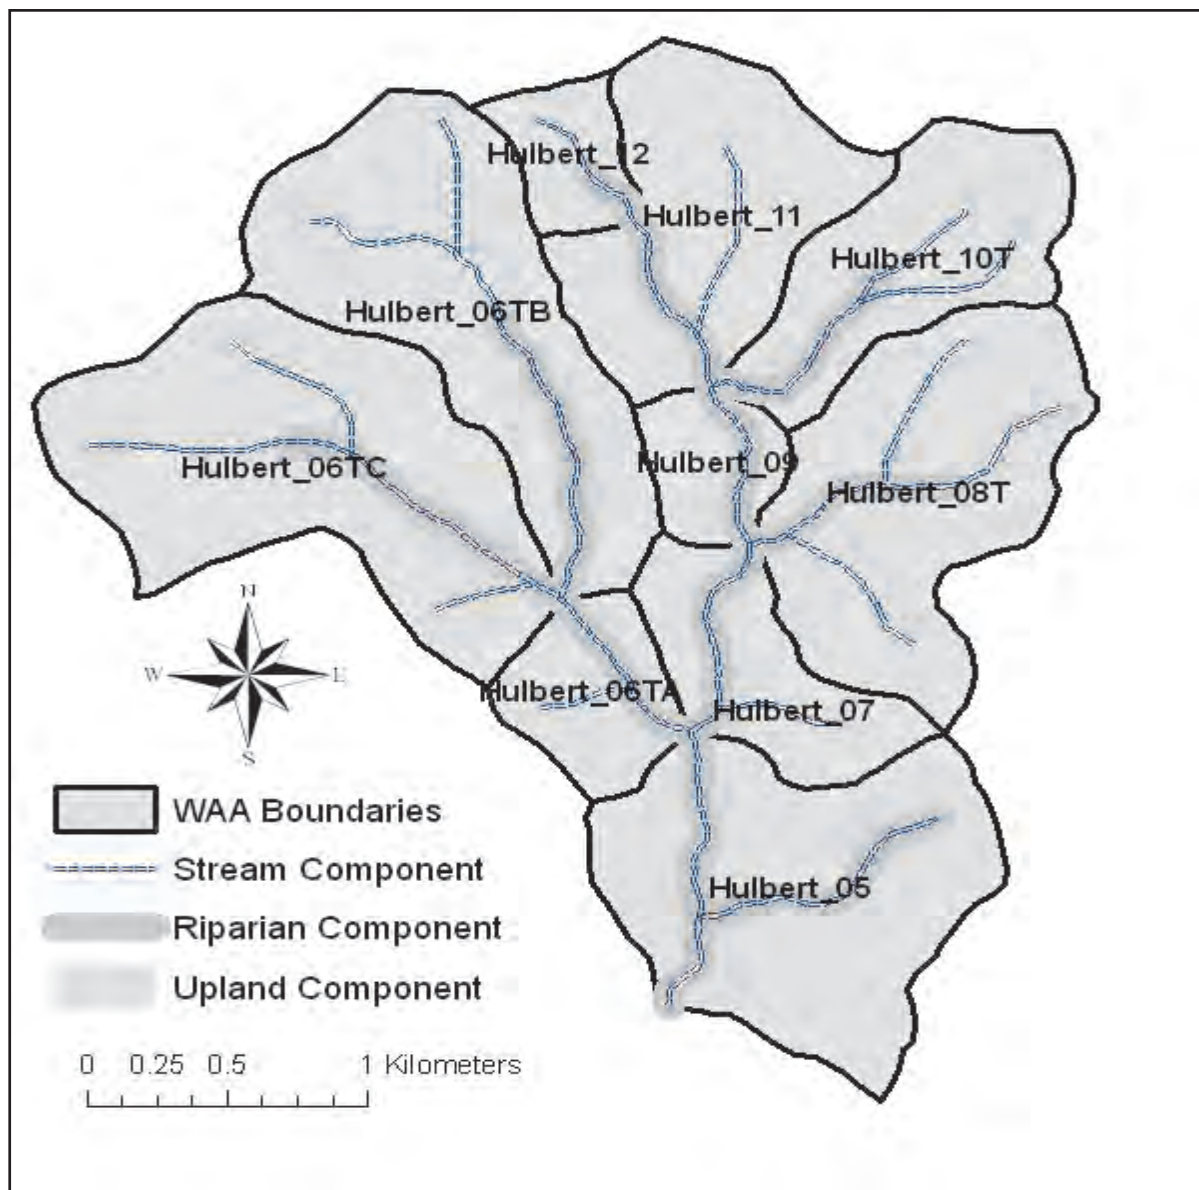 Hulbert_12
Hulbert_11
Hulbert_10T
Hulbert_06TB
Hulbert_06TC
Hulbert_09
Hulbert_08T
Hulbert_06TA
Hulbert_07
Hulbert_05
N
W E
S
WAA Boundaries
Stream Component
Riparian Component
Upland Component
0 0.25 0.5 1 Kilometers